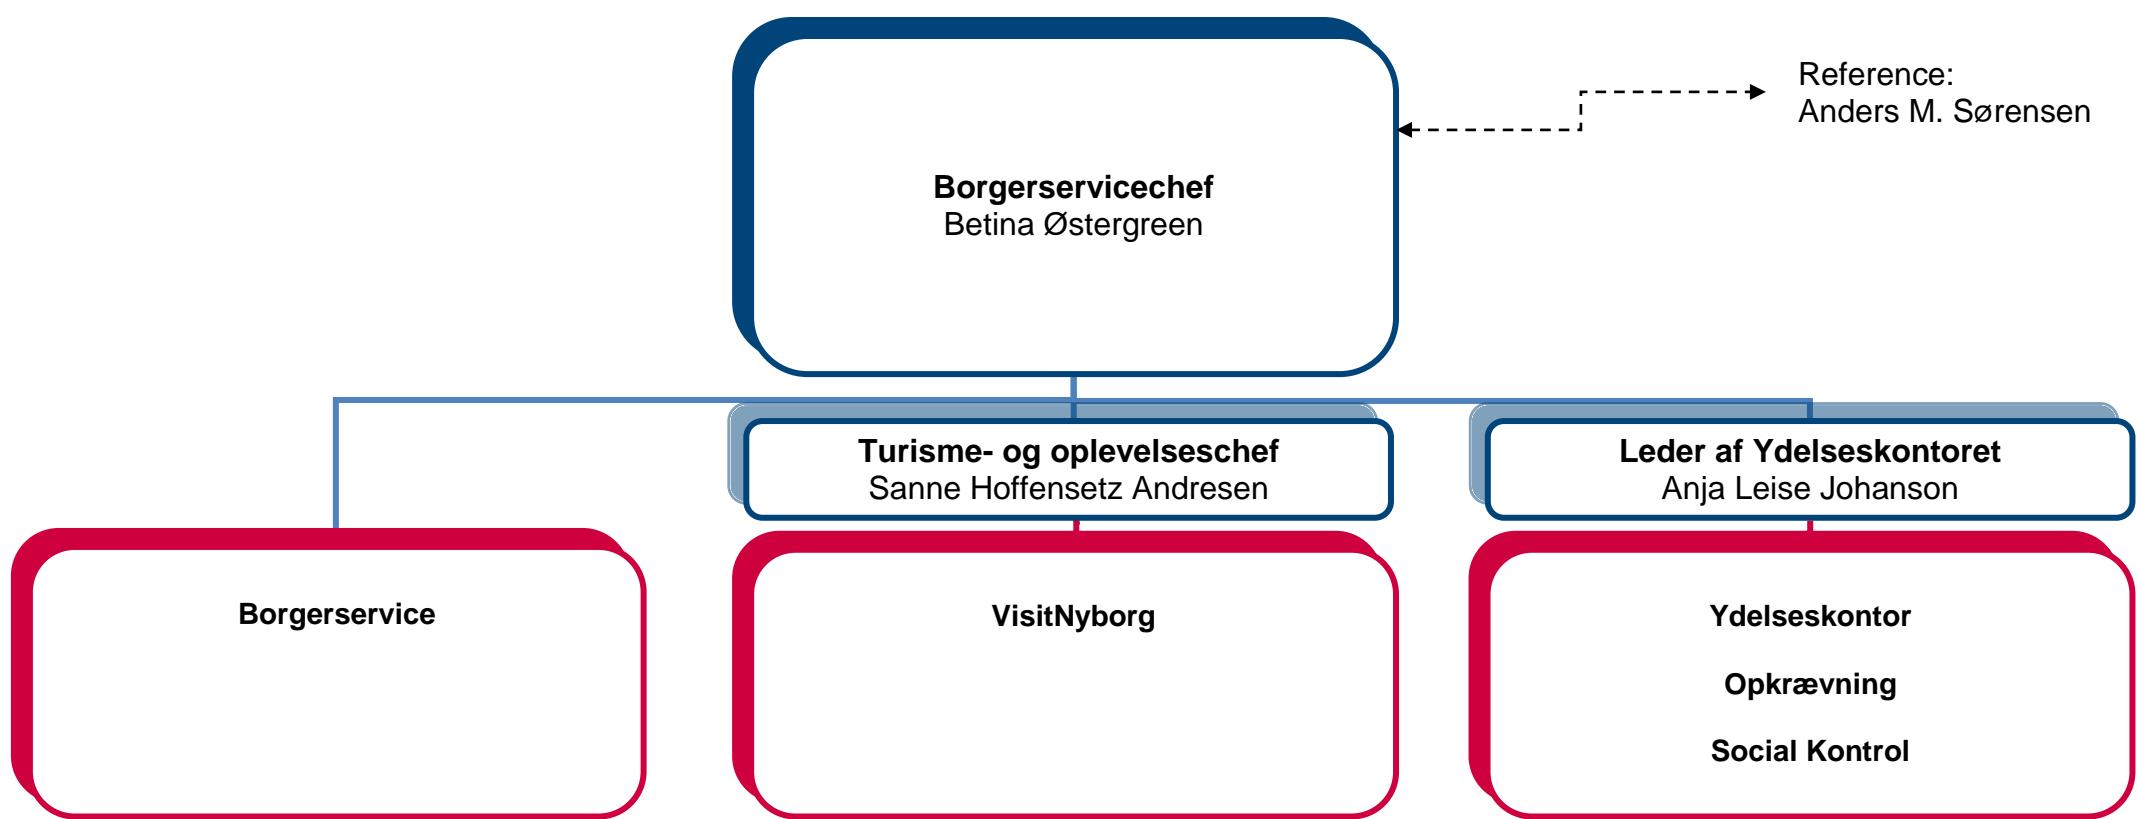 Reference:
Anders M. Sørensen
Borgerservicechef
Betina Østergreen
Turisme- og oplevelseschef
Sanne Hoffensetz Andresen
Leder af Ydelseskontoret
Anja Leise Johanson
Borgerservice
VisitNyborg
Ydelseskontor
Opkrævning
Social Kontrol